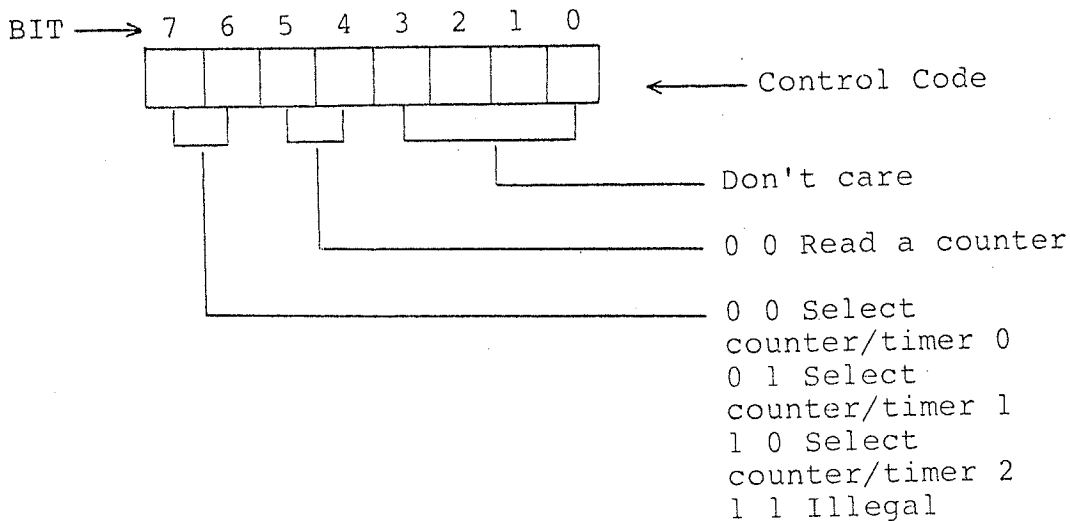 BIT 7 6 5 4 3 2 1 0
Control Code
Don't care
0 0 Read a counter
0 0 Select
counter/timer 0
0 1 Select
counter/timer 1
1 0 Select
counter/timer 2
1 1 Illegal